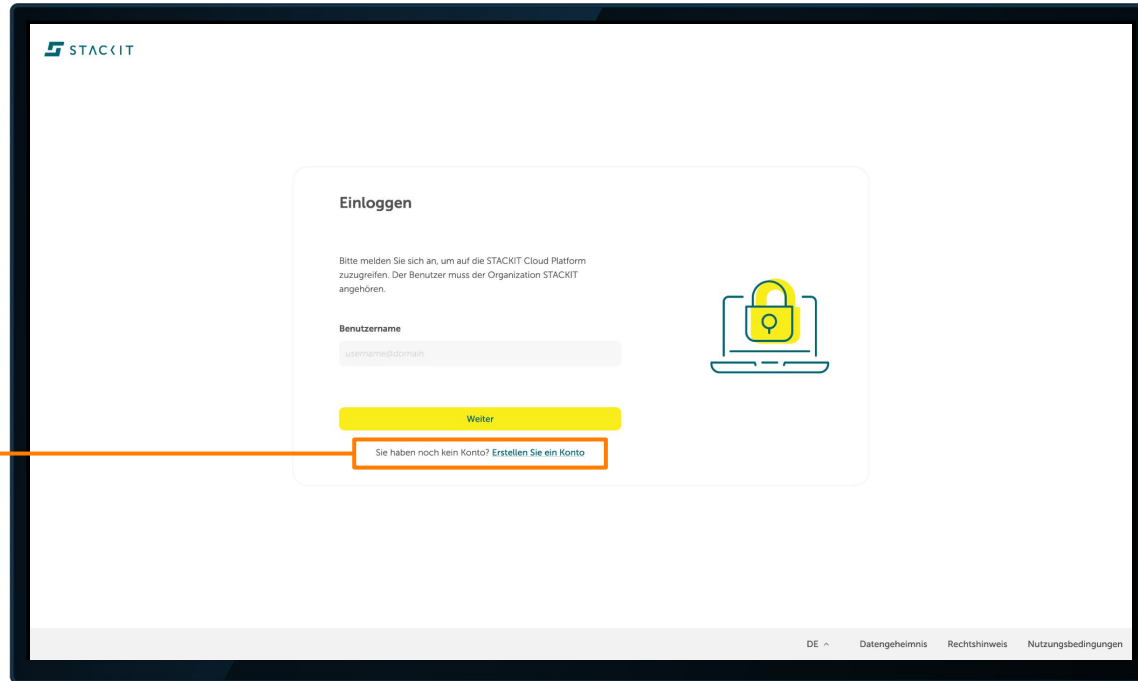 STACKIT
Einloggen
Bitte melden Sie sich an, um auf die STACKIT Cloud Platform
zuzugreifen. Der Benutzer muss der Organization STACKIT
angehören.
Benutzername
username@domain
Weiter
Sie haben noch kein Konto? Erstellen Sie ein Konto
DE Datengeheimnis Rechtshinweis Nutzungsbedingungen